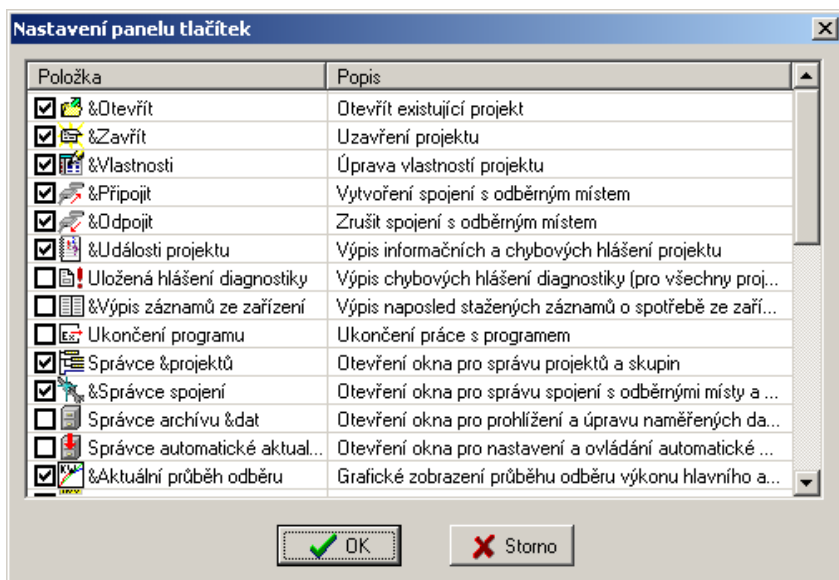 Nastavení panelu tlačítek
Položka Popis
&Otevřít Otevřít existující projekt
&Zavřít Uzavření projektu
&Vlastnosti Úprava vlastností projektu
&Připojit Vytvoření spojení s odběrným místem
&Odpojit Zrušit spojení s odběrným místem
&Události projektu Výpis informačních a chybových hlášení projektu
Uložená hlášení diagnostiky Výpis chybových hlášení diagnostiky (pro všechny proj...
&Výpis záznamů ze zařízení Výpis naposled stažených záznamů o spotřebě ze zaří...
Ukončení programu Ukončení práce s programem
Správce &projektů Otevření okna pro správu projektů a skupin
&Správce spojení Otevření okna pro správu spojení s odběrnými místy a ...
Správce archívu &dat Otevření okna pro prohlížení a úpravu naměřených da...
Správce automatické aktual... Otevření okna pro nastavení a ovládání automatické ...
&Aktuální průběh odběru Grafické zobrazení průběhu odběru výkonu hlavního a...
OK Storno